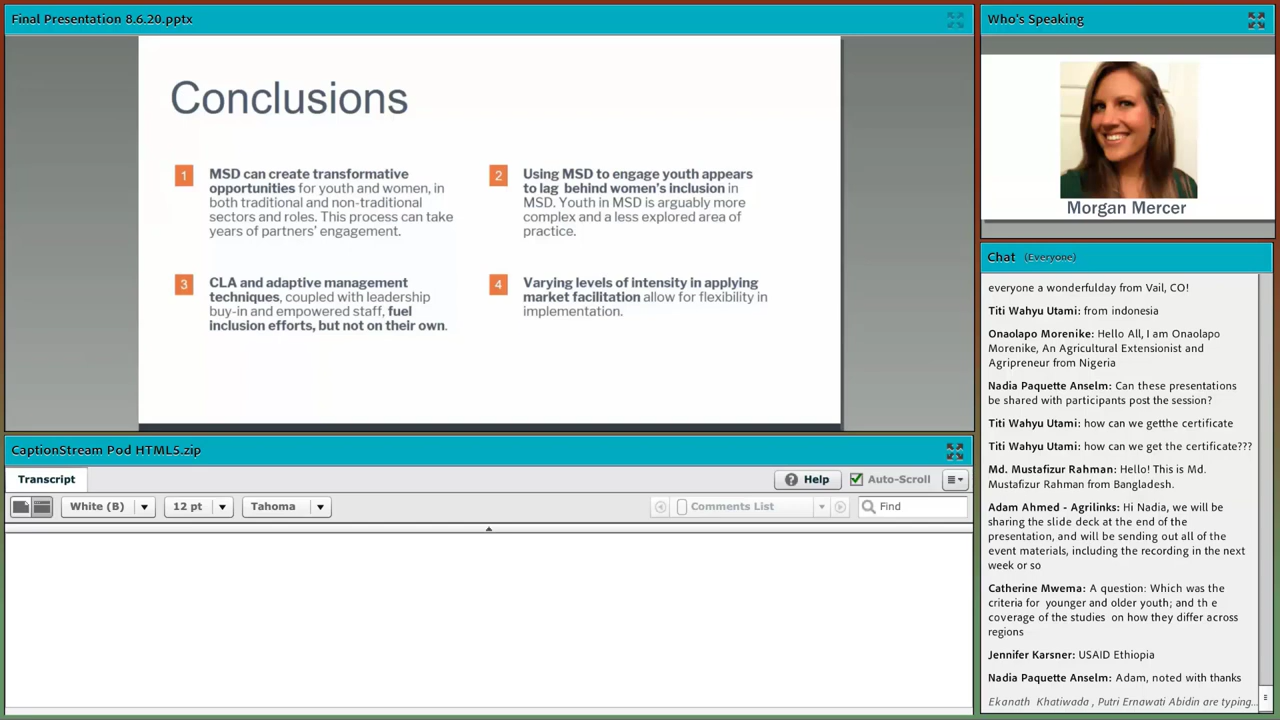 Final Presentation 8.6.20.pptx
Conclusions
1
MSD can create transformative
opportunities for youth and women, in
both traditional and non-traditional
sectors and roles. This process can take
years of partners' engagement.
2
Using MSD to engage youth appears
to lag behind women's inclusion in
MSD. Youth in MSD is arguably more
complex and a less explored area of
practice.
3
CLA and adaptive management
techniques, coupled with leadership
buy-in and empowered staff, fuel
inclusion efforts, but not on their own.
4
Varying levels of intensity in applying
market facilitation allow for flexibility in
implementation.
CaptionStream Pod HTML5.zip
Transcript
Help
Auto-Scroll
White (B)
12 pt
Tahoma
Comments List
Find
Who's Speaking
Morgan Mercer
Chat (Everyone)
everyone a wonderfulday from Vail, CO!
Titi Wahyu Utami: from indonesia
Onaolapo Morenike: Hello All, I am Onaolapo
Morenike, An Agricultural Extensionist and
Agripreneur from Nigeria
Nadia Paquette Anselm: Can these presentations
be shared with participants post the session?
Titi Wahyu Utami: how can we getthe certificate
Titi Wahyu Utami: how can we get the certificate???
Md. Mustafizur Rahman: Hello! This is Md.
Mustafizur Rahman from Bangladesh.
Adam Ahmed - Agrilinks: Hi Nadia, we will be
sharing the slide deck at the end of the
presentation, and will be sending out all of the
event materials, including the recording in the next
week or so
Catherine Mwema: A question: Which was the
criteria for younger and older youth; and th e
coverage of the studies on how they differ across
regions
Jennifer Karsner: USAID Ethiopia
Nadia Paquette Anselm: Adam, noted with thanks
Ekanath Khatiwada , Putri Ernawati Abidin are typing...